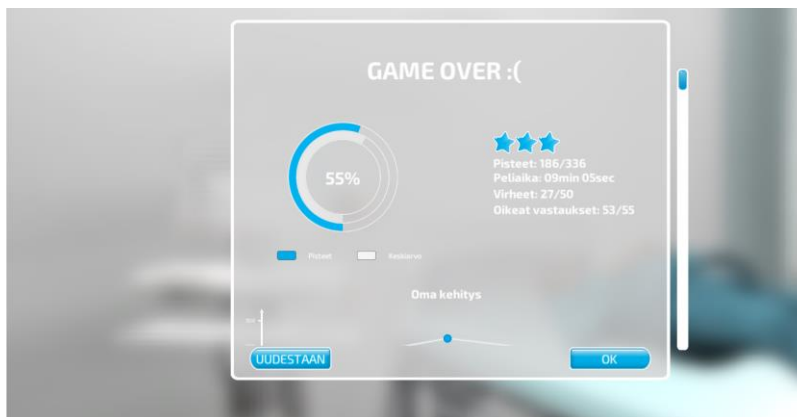 GAME OVER :(
55%
Pisteet: 186/336
Peliaika: 09min 05sec
Virheet: 27/50
Oikeat vastaukset: 53/55
Pisteet
Keskiarvo
Oma kehitys
UUDESTAAN
OK